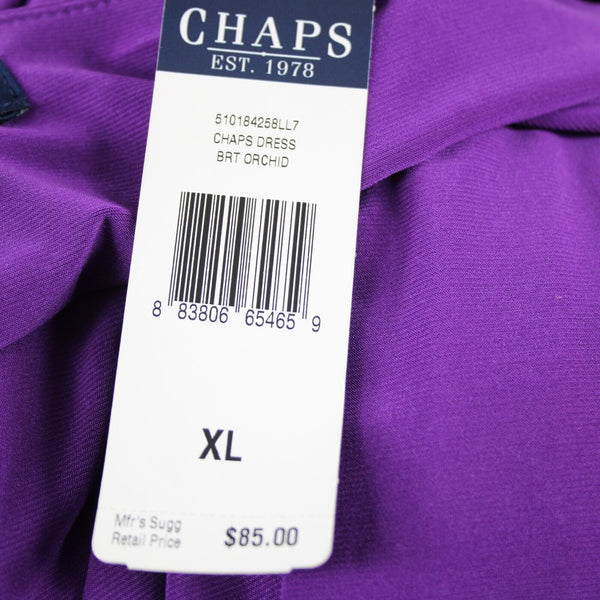 CHAPS
EST. 1978
510184258LL7
CHAPS DRESS
BRT ORCHID
8 83806 65465 9
XL
Mfr's Sugg
Retail Price $85.00